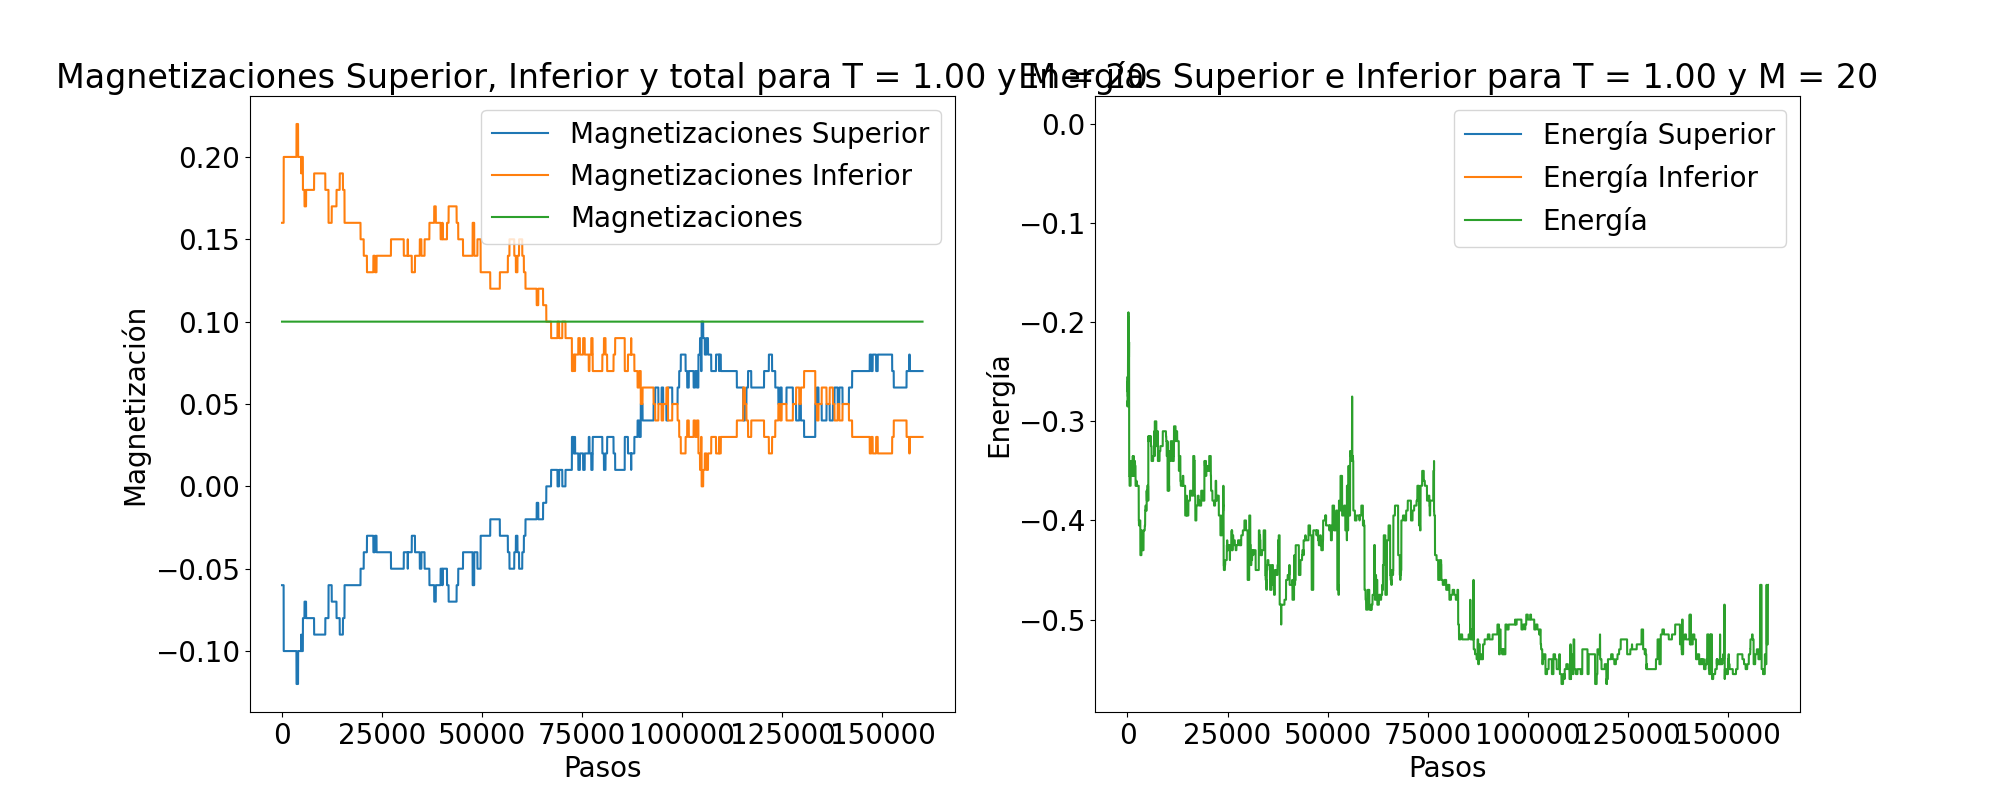 Magnetizaciones Superior, Inferior y total para T = 1.00 y M = 20
Energías Superior e Inferior para T = 1.00 y M = 20
Magnetizaciones Superior
Magnetizaciones Inferior
Magnetizaciones
Magnetización
0.20
0.15
0.10
0.05
0.00
−0.05
−0.10
0
25000
50000
75000
100000
125000
150000
Pasos
Energía Superior
Energía Inferior
Energía
Energía
0.0
−0.1
−0.2
−0.3
−0.4
−0.5
0
25000
50000
75000
100000
125000
150000
Pasos